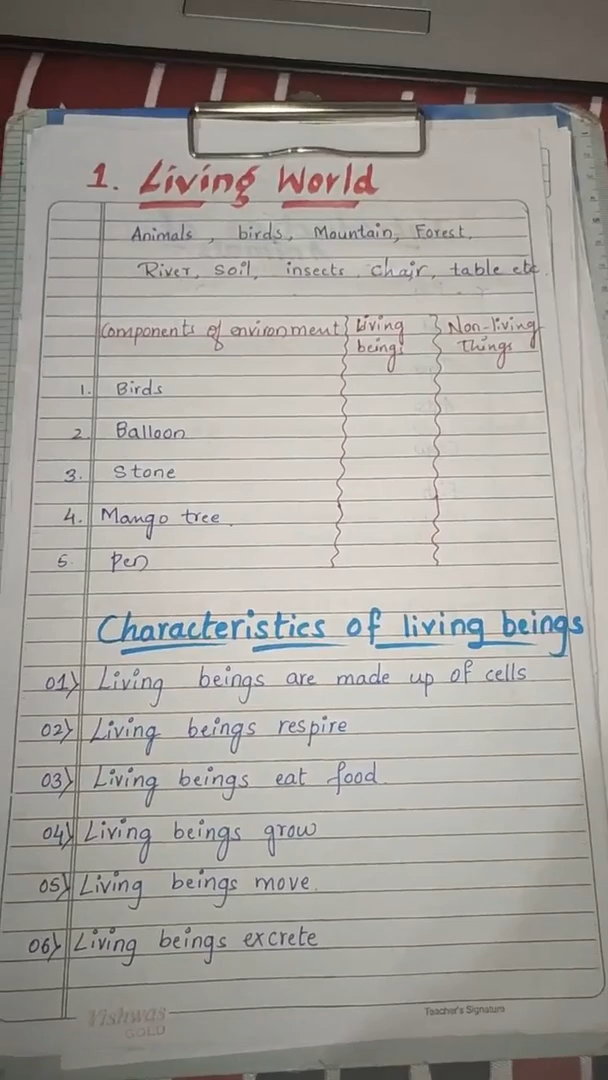 1. Living World
Animals, birds, Mountain, Forest,
River, soil, insects, chair, table etc
Components of environment Living beings Non-living Things
1. Birds
2. Balloon
3. Stone
4. Mango tree.
5. Pen
Characteristics of living beings
01) Living beings are made up of cells
02) Living beings respire
03) Living beings eat food
04) Living beings grow
05) Living beings move.
06) Living beings excrete
Vishwas GOLD
Teacher's Signature